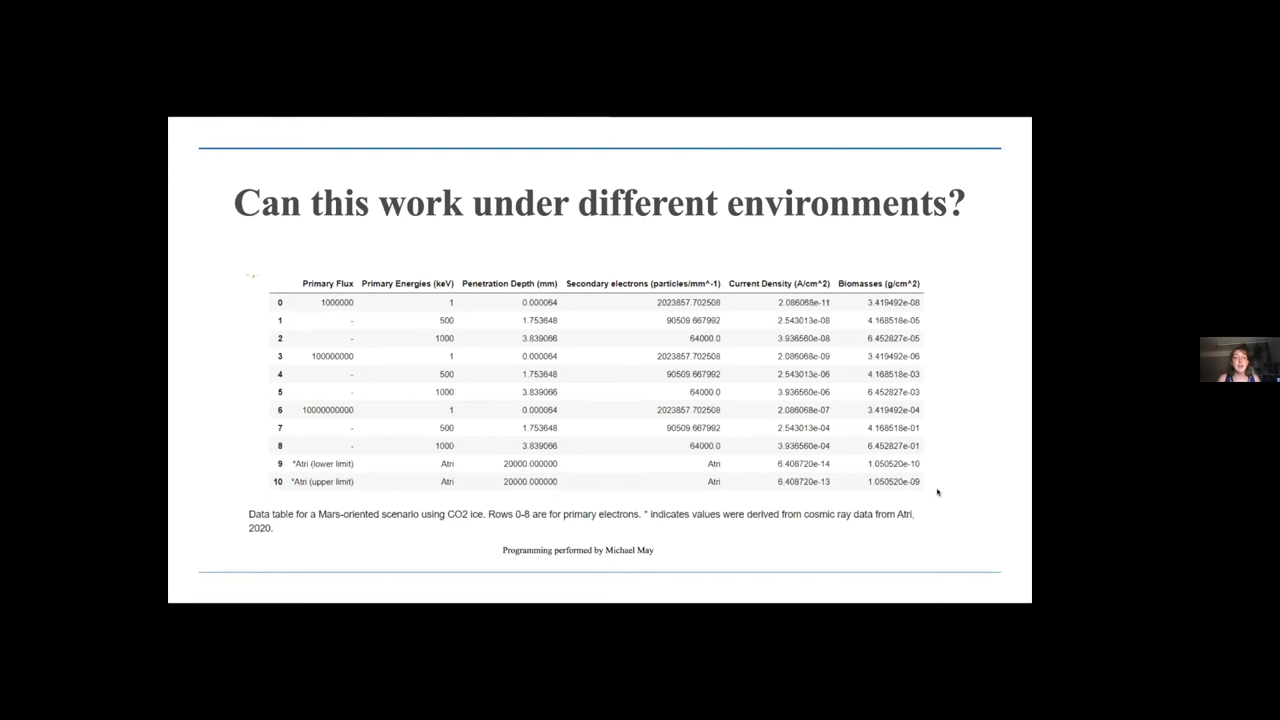 Can this work under different environments?
Primary Flux Primary Energies (keV) Penetration Depth (mm) Secondary electrons (particles/mm^-1) Current Density (A/cm^2) Biomasses (g/cm^2)
0 1000000 1 0.000064 2023857.702508 2.086068e-11 3.419492e-08
1 - 500 1.753648 90509.667992 2.543013e-08 4.168518e-05
2 - 1000 3.839066 64000.0 3.936560e-08 6.452827e-05
3 100000000 1 0.000064 2023857.702508 2.086068e-09 3.419492e-06
4 - 500 1.753648 90509.667992 2.543013e-06 4.168518e-03
5 - 1000 3.839066 64000.0 3.936560e-06 6.452827e-03
6 10000000000 1 0.000064 2023857.702508 2.086068e-07 3.419492e-04
7 - 500 1.753648 90509.667992 2.543013e-04 4.168518e-01
8 - 1000 3.839066 64000.0 3.936560e-04 6.452827e-01
9 *Atri (lower limit) Atri 20000.000000 Atri 6.408720e-14 1.050520e-10
10 *Atri (upper limit) Atri 20000.000000 Atri 6.408720e-13 1.050520e-09
Data table for a Mars-oriented scenario using CO2 ice. Rows 0-8 are for primary electrons. * indicates values were derived from cosmic ray data from Atri,
2020.
Programming performed by Michael May